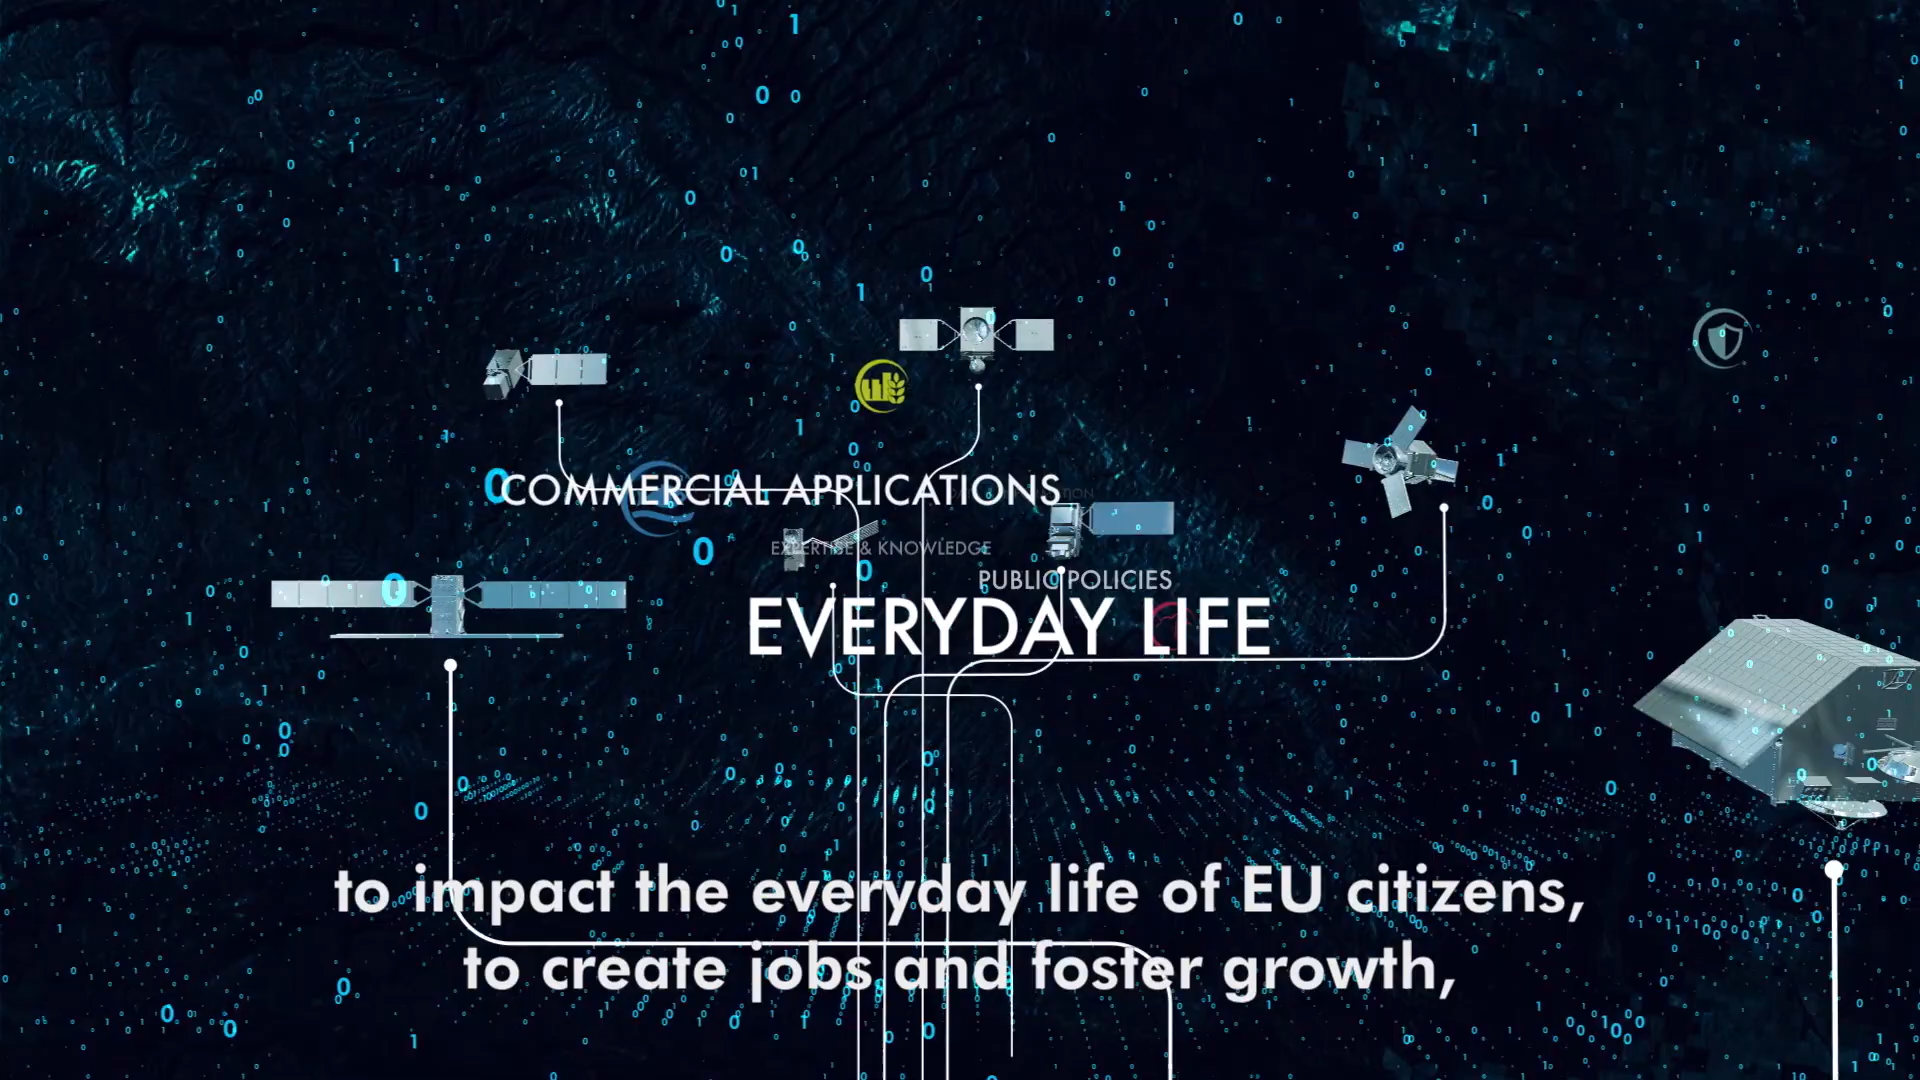 COMMERCIAL APPLICATIONS
EXPERTISE & KNOWLEDGE
PUBLIC POLICIES
EVERYDAY LIFE
to impact the everyday life of EU citizens,
to create jobs and foster growth,